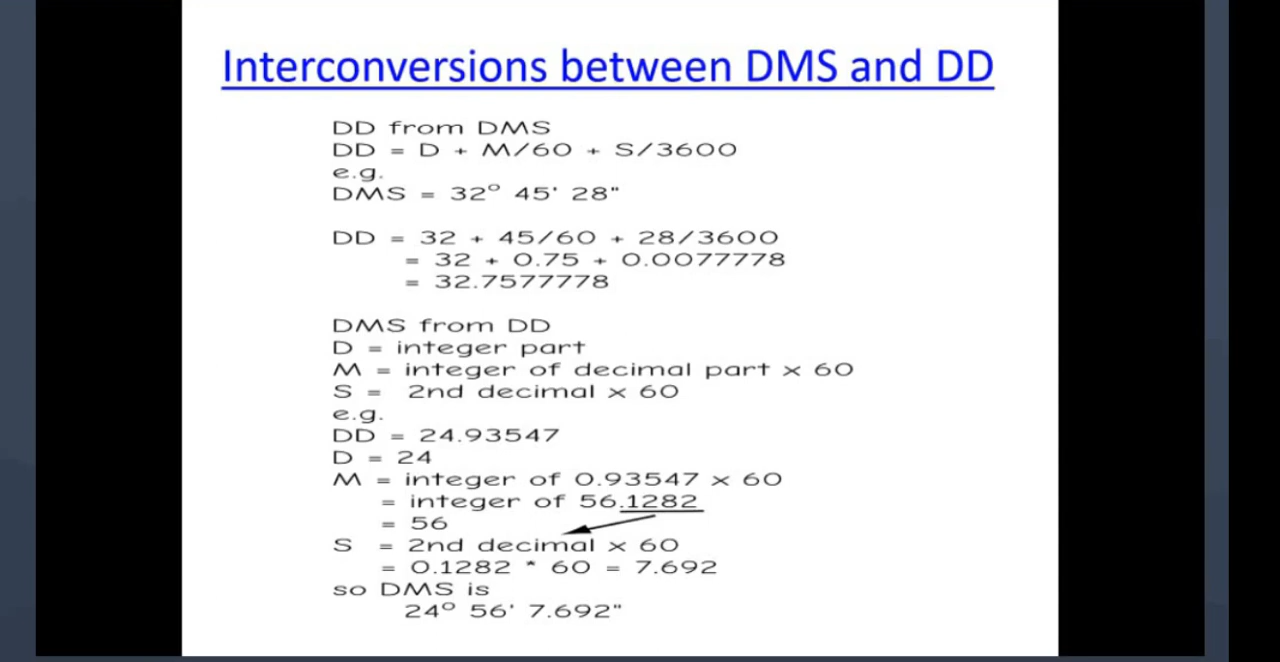 Interconversions between DMS and DD
DD from DMS
DD = D + M/60 + S/3600
e.g.
DMS = 32° 45' 28"
DD = 32 + 45/60 + 28/3600
= 32 + 0.75 + 0.0077778
= 32.7577778
DMS from DD
D = integer part
M = integer of decimal part x 60
S = 2nd decimal x 60
e.g.
DD = 24.93547
D = 24
M = integer of 0.93547 x 60
= integer of 56.1282
= 56
S = 2nd decimal x 60
= 0.1282 * 60 = 7.692
so DMS is
24° 56' 7.692"